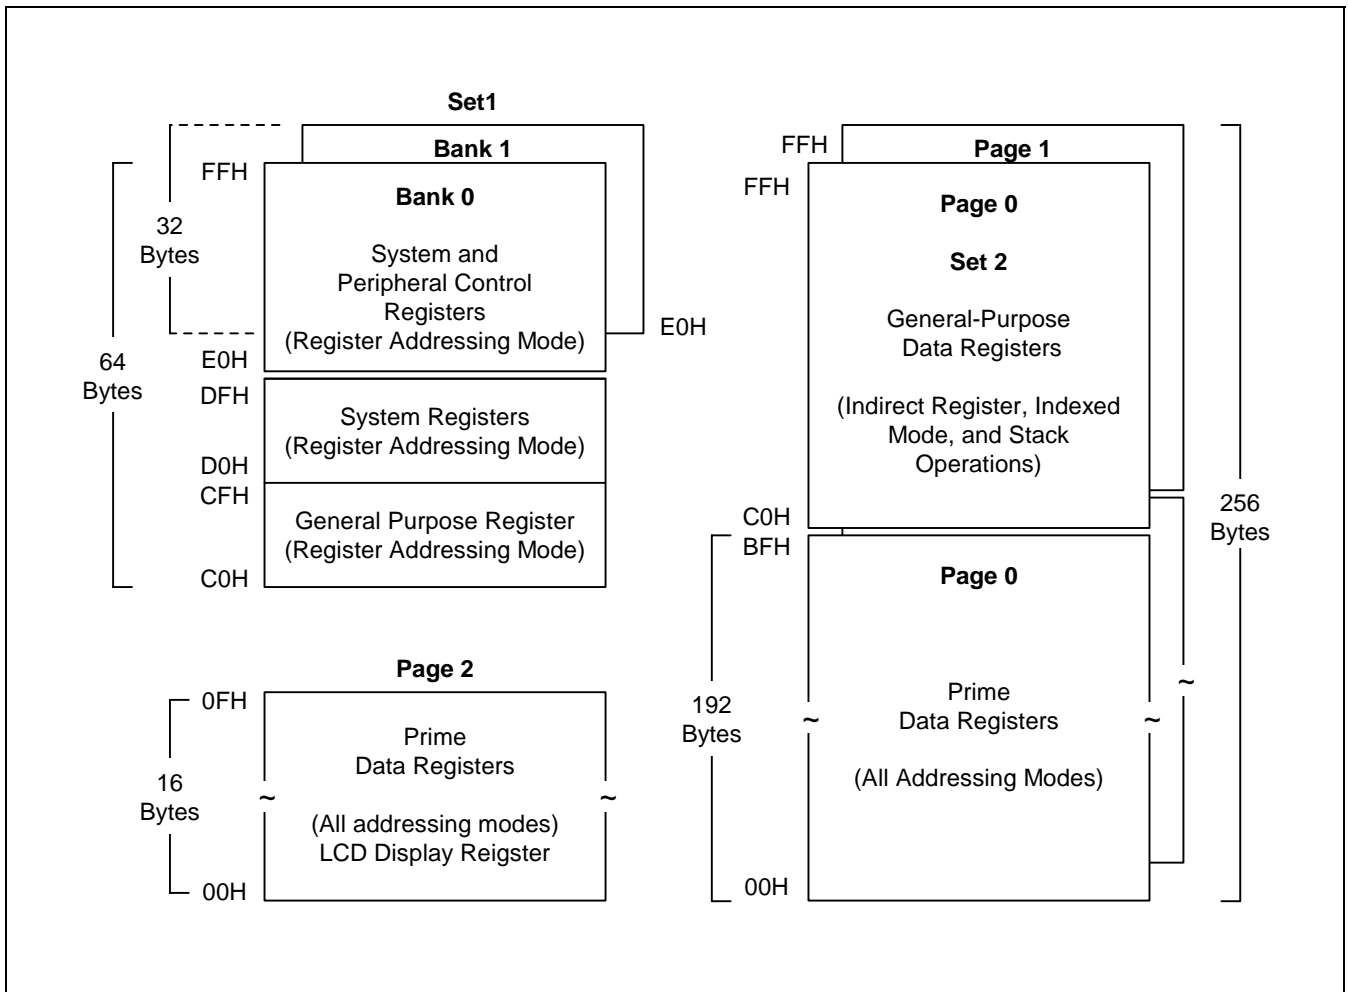 Set1
Bank 1
FFH
Bank 0
32
Bytes
System and
Peripheral Control
Registers
(Register Addressing Mode)
E0H
E0H
64
Bytes
DFH
System Registers
(Register Addressing Mode)
D0H
CFH
General Purpose Register
(Register Addressing Mode)
C0H
Page 2
0FH
Prime
Data Registers
16
Bytes
~
~
(All addressing modes)
LCD Display Reigster
00H
FFH
Page 1
FFH
Page 0
Set 2
General-Purpose
Data Registers
(Indirect Register, Indexed
Mode, and Stack
Operations)
C0H
256
Bytes
BFH
Page 0
192
Bytes
Prime
Data Registers
~
~
~
(All Addressing Modes)
00H